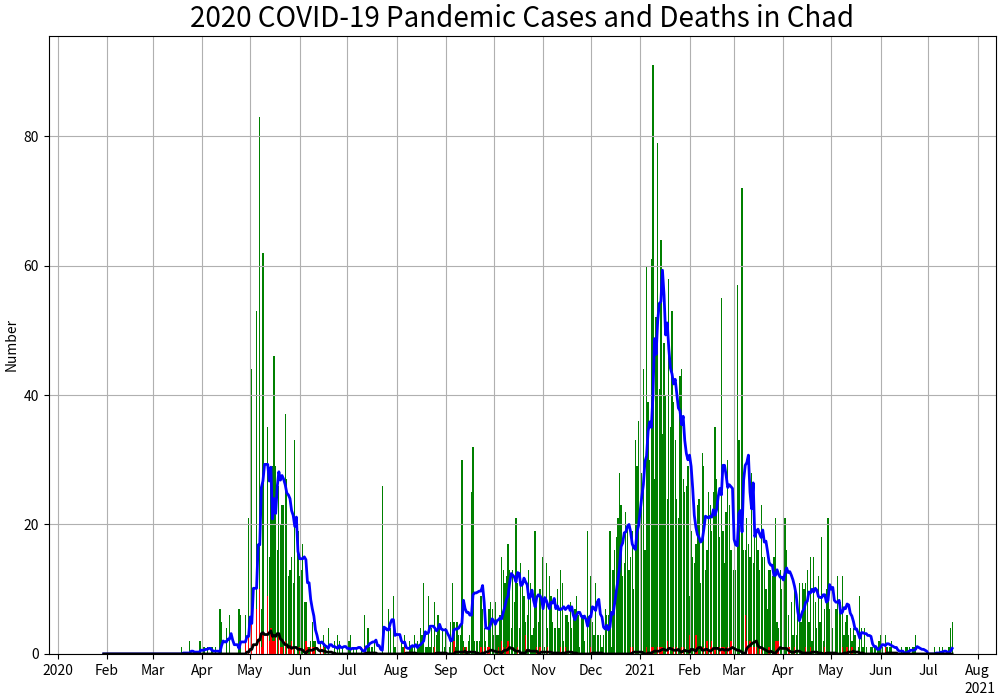 2020 COVID-19 Pandemic Cases and Deaths in Chad
Number
80
60
40
20
0
2020 Feb Mar Apr May Jun Jul Aug Sep Oct Nov Dec 2021 Feb Mar Apr May Jun Jul Aug
2021